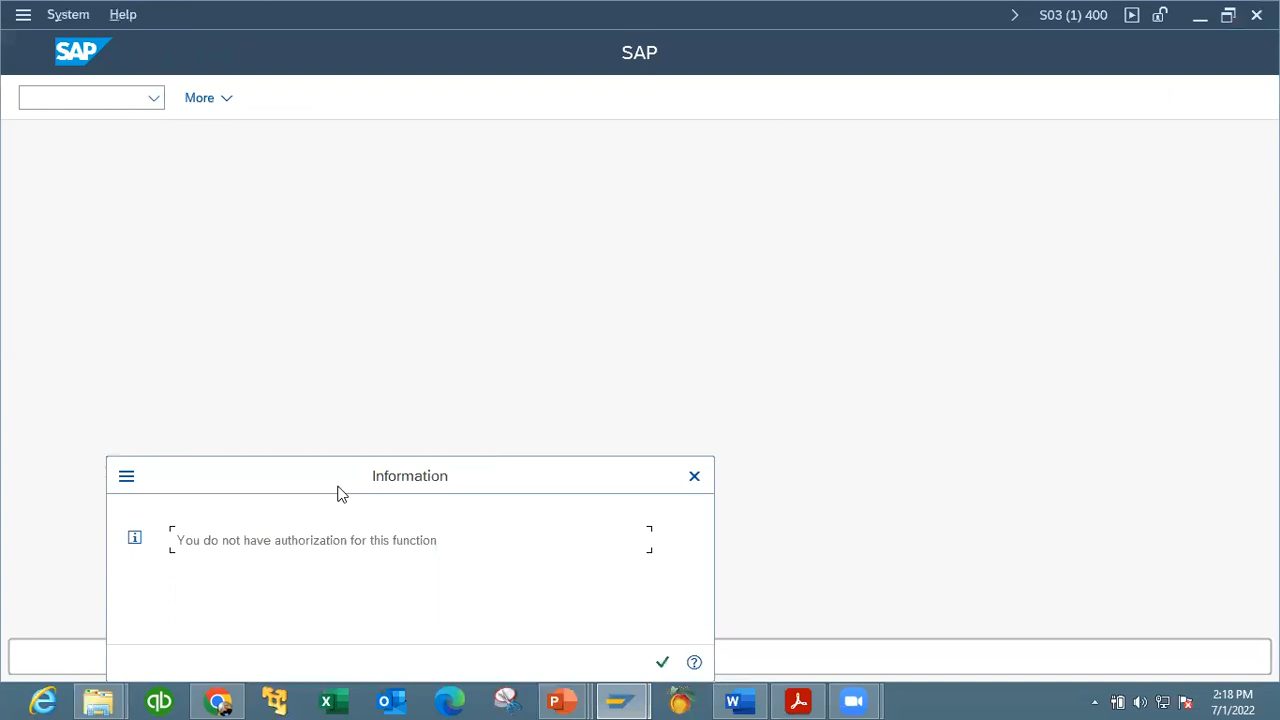 System Help S03 (1) 400
SAP SAP
More
Information
You do not have authorization for this function
2:18 PM
7/1/2022